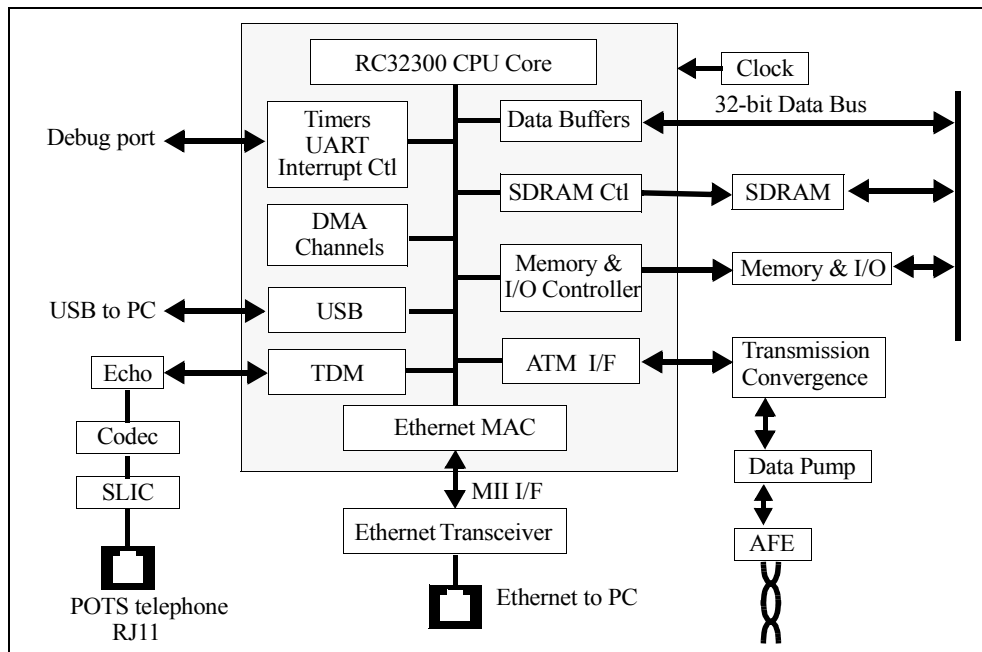 RC32300 CPU Core
Clock
32-bit Data Bus
Debug port
Timers
UART
Interrupt Ctl
Data Buffers
SDRAM Ctl
SDRAM
DMA
Channels
Memory &
I/O Controller
Memory & I/O
USB to PC
USB
Echo
TDM
ATM I/F
Transmission
Convergence
Codec
Ethernet MAC
Data Pump
SLIC
MII I/F
Ethernet Transceiver
AFE
POTS telephone
RJ11
Ethernet to PC